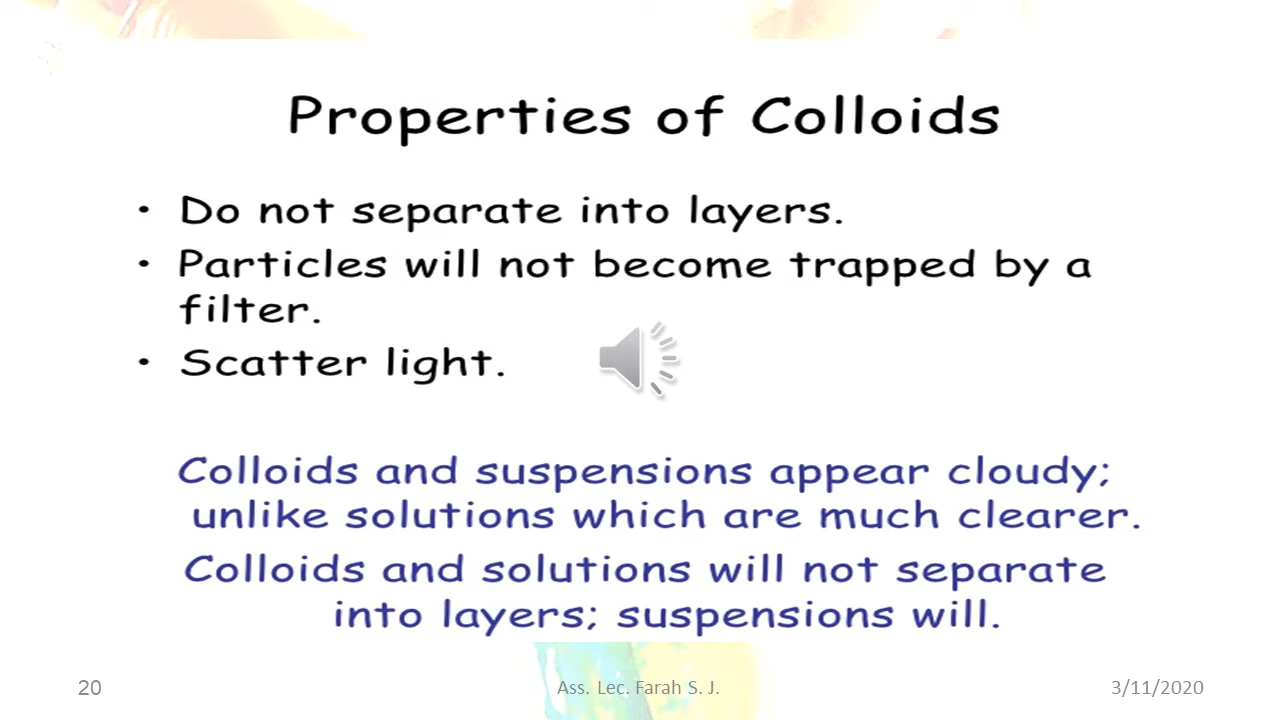 Properties of Colloids
• Do not separate into layers.
• Particles will not become trapped by a
filter.
• Scatter light.
Colloids and suspensions appear cloudy;
unlike solutions which are much clearer.
Colloids and solutions will not separate
into layers; suspensions will.
20 Ass. Lec. Farah S. J. 3/11/2020